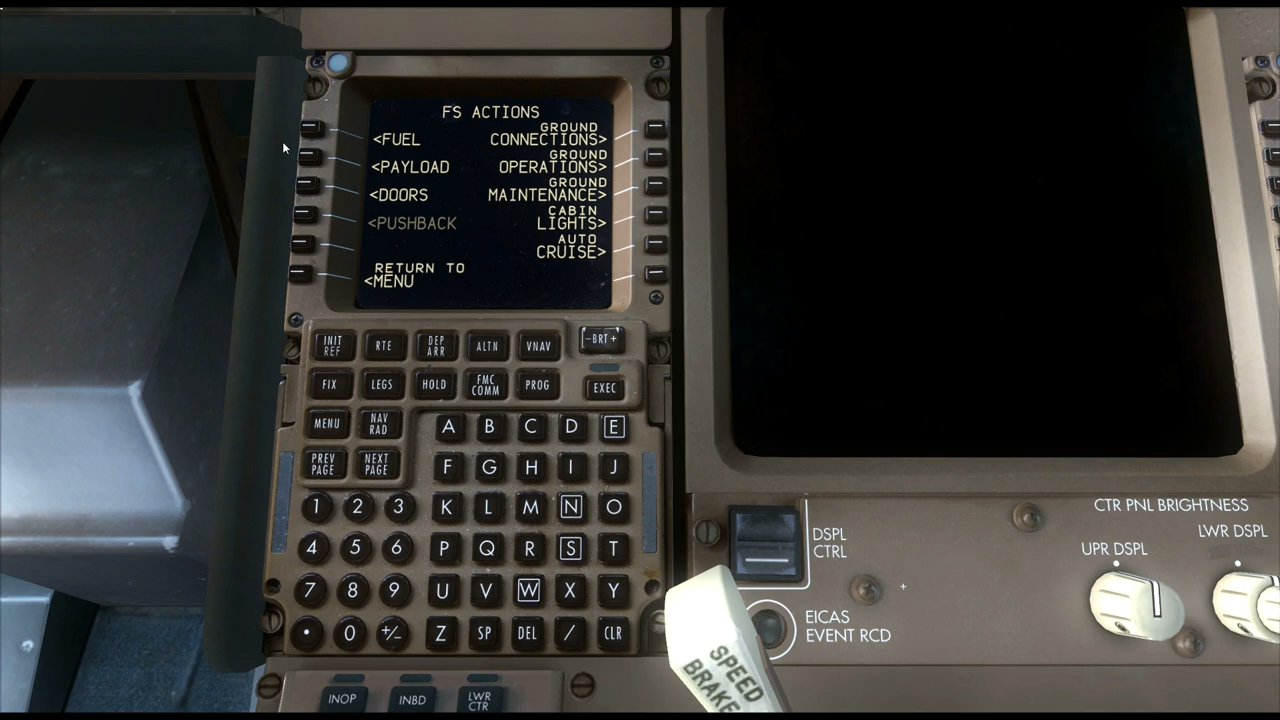 FS ACTIONS
<FUEL
GROUND
CONNECTIONS>
<PAYLOAD
GROUND
OPERATIONS>
<DOORS
GROUND
MAINTENANCE>
<PUSHBACK
CABIN
LIGHTS>
AUTO
CRUISE>
RETURN TO
<MENU
INIT
REF
RTE
DEP
ARR
ALTN
VNAV
-BRT+
FIX
LEGS
HOLD
FMC
COMM
PROG
EXEC
MENU
NAV
RAD
PREV
PAGE
NEXT
PAGE
A B C D E
F G H I J
1 2 3 K L M N O
4 5 6 P Q R S T
7 8 9 U V W X Y
. 0 +/- Z SP DEL / CLR
INOP
INBD
LWR
CTR
DSPL
CTRL
EICAS
EVENT RCD
CTR PNL BRIGHTNESS
UPR DSPL
LWR DSPL
SPEED
BRAKE